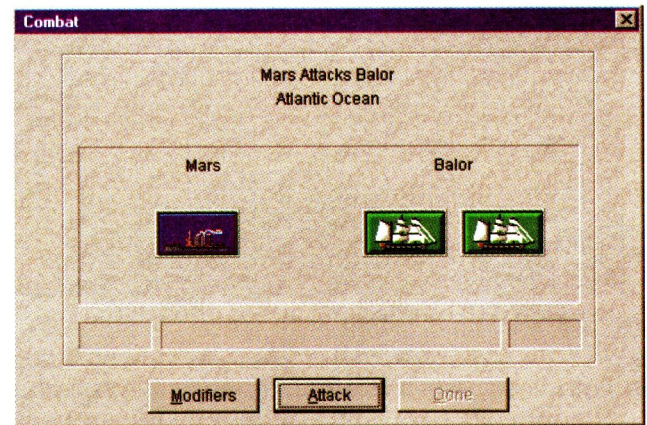 Combat
Mars Attacks Balor
Atlantic Ocean
Mars Balor
Modifiers Attack Done